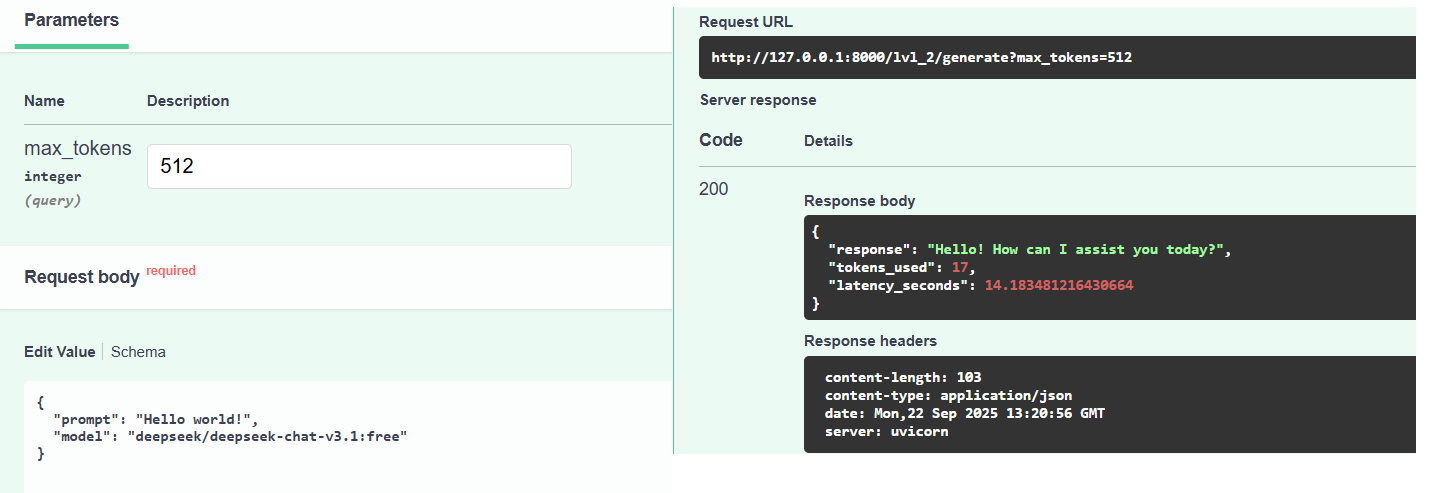 Parameters
Name Description
max_tokens
integer
(query)
512
Request body required
Edit Value | Schema
{
  "prompt": "Hello world!",
  "model": "deepseek/deepseek-chat-v3.1:free"
}
Request URL
http://127.0.0.1:8000/lvl_2/generate?max_tokens=512
Server response
Code Details
200
Response body
{
  "response": "Hello! How can I assist you today?",
  "tokens_used": 17,
  "latency_seconds": 14.183481216430664
}
Response headers
content-length: 103
content-type: application/json
date: Mon,22 Sep 2025 13:20:56 GMT
server: uvicorn